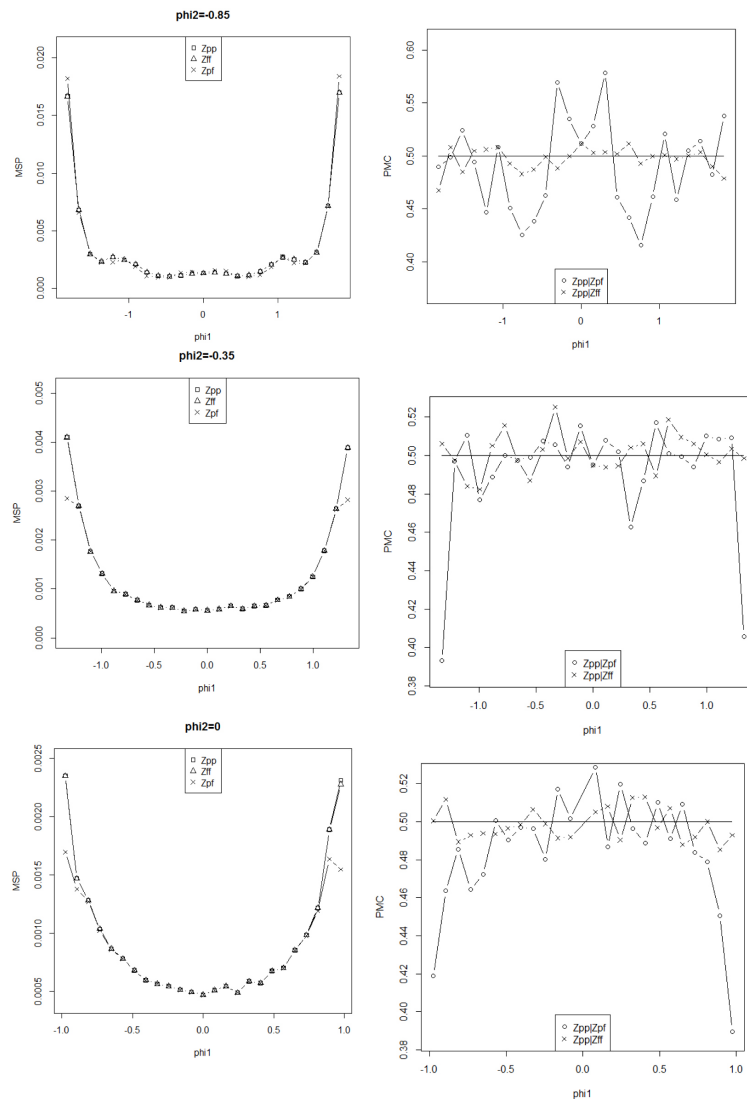 phi2=-0.85
MSP
0.000
0.005
0.010
0.015
0.020
Zpp
Zff
Zpf
-1
0
1
phi1
PMC
0.40
0.45
0.50
0.55
0.60
Zpp|Zpf
Zpp|Zff
-1
0
1
phi1
phi2=-0.35
MSP
0.000
0.001
0.002
0.003
0.004
0.005
Zpp
Zff
Zpf
-1.0
-0.5
0.0
0.5
1.0
phi1
PMC
0.38
0.40
0.42
0.44
0.46
0.48
0.50
0.52
Zpp|Zpf
Zpp|Zff
-1.0
-0.5
0.0
0.5
1.0
phi1
phi2=0
MSP
0.0005
0.0010
0.0015
0.0020
0.0025
Zpp
Zff
Zpf
-1.0
-0.5
0.0
0.5
1.0
phi1
PMC
0.38
0.40
0.42
0.44
0.46
0.48
0.50
0.52
Zpp|Zpf
Zpp|Zff
-1.0
-0.5
0.0
0.5
1.0
phi1